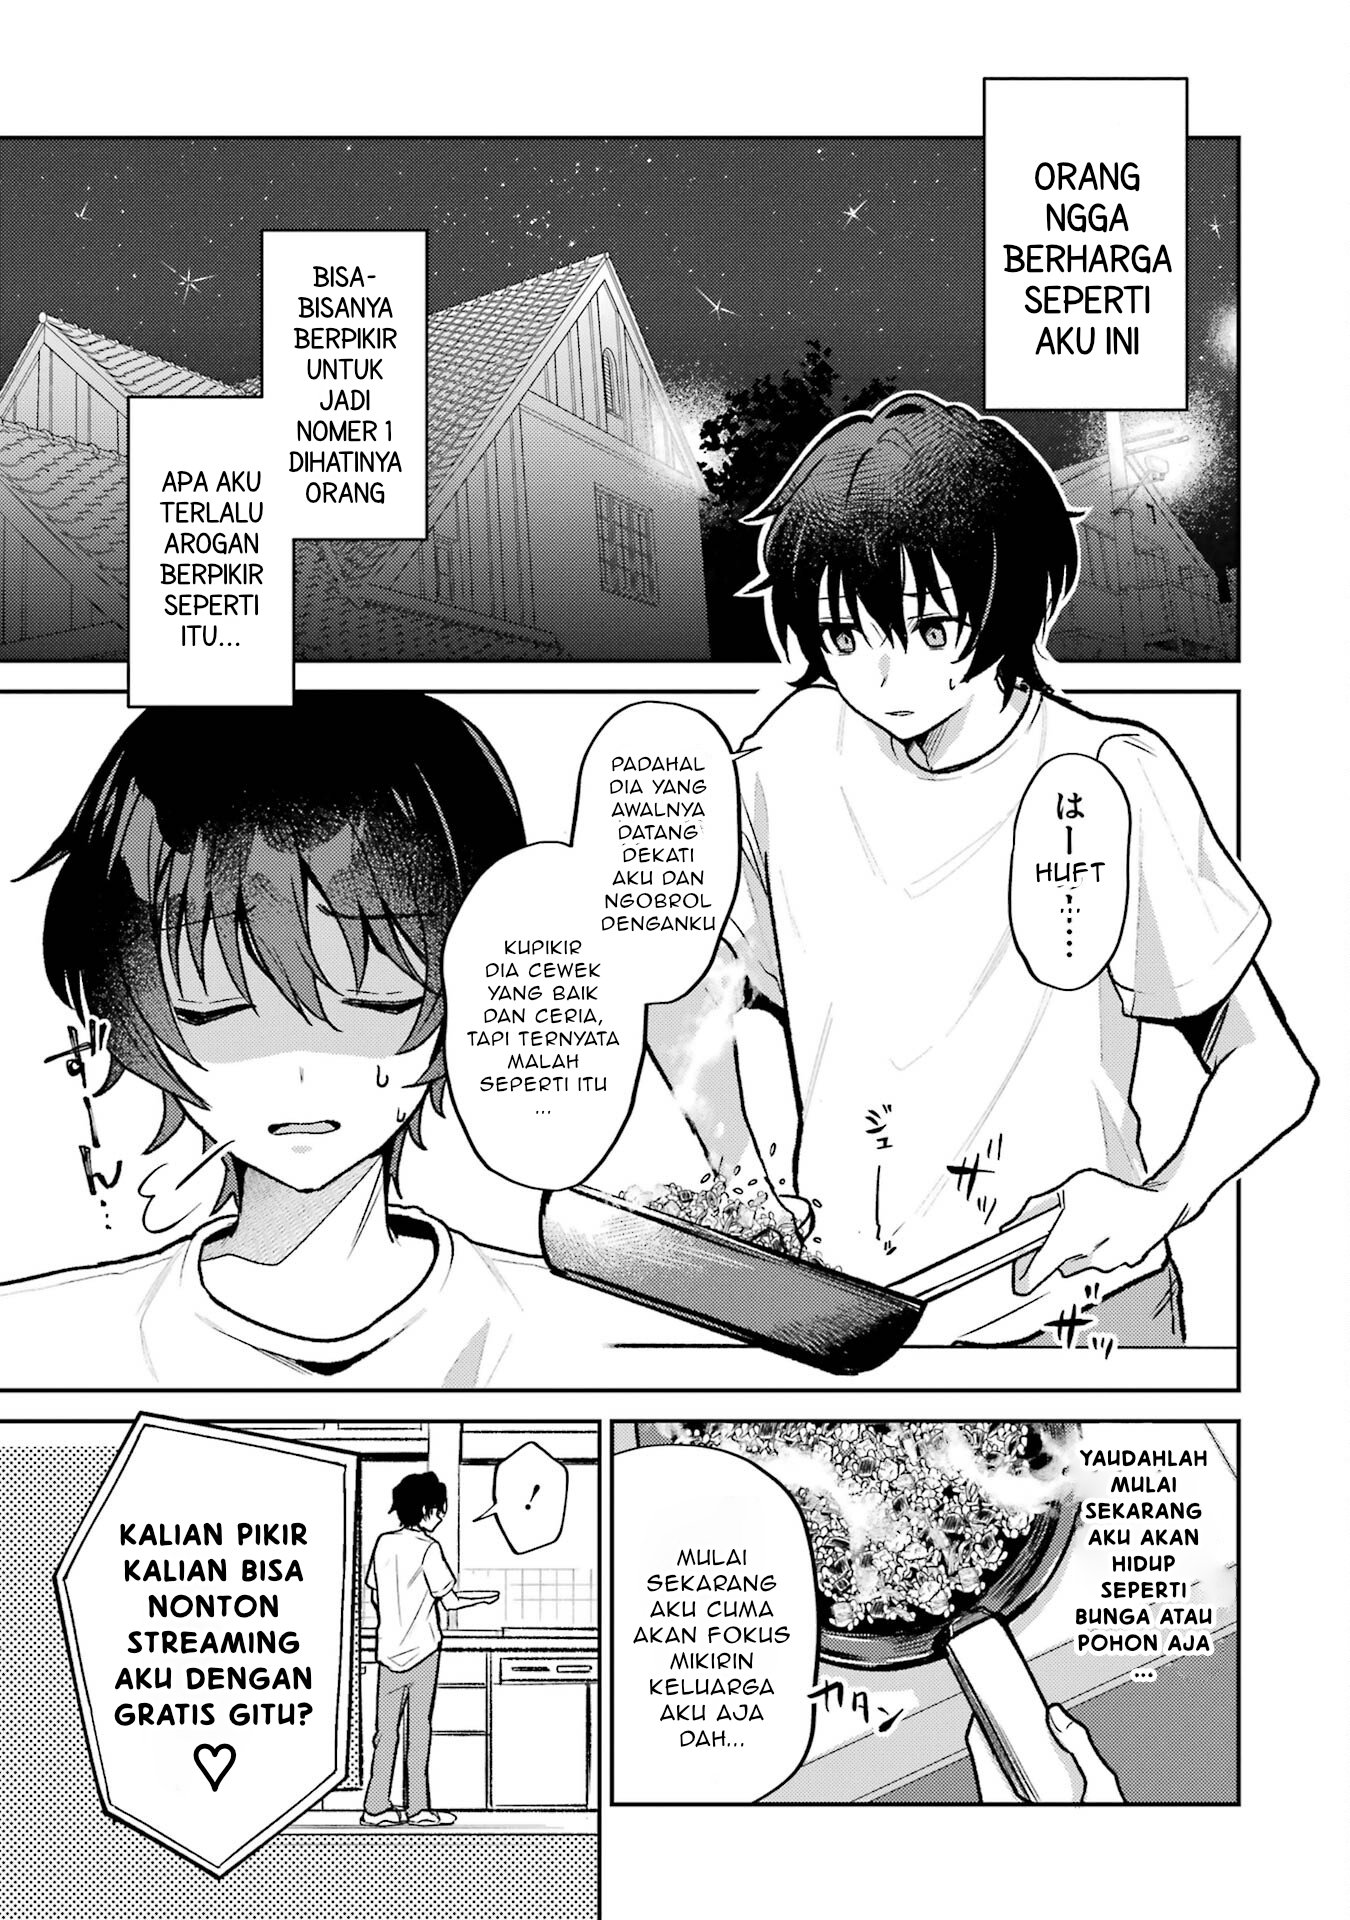 ORANG
NGGA
BERHARGA
SEPERTI
AKU INI
BISA-
BISANYA
BERPIKIR
UNTUK
JADI
NOMER 1
DIHATINYA
ORANG
APA AKU
TERLALU
AROGAN
BERPIKIR
SEPERTI
ITU...
はーー……
HUFT
PADAHAL
DIA YANG
AWALNYA
DATANG
DEKATI
AKU DAN
NGOBROL
DENGANKU
KUPIKIR
DIA CEWEK
YANG BAIK
DAN CERIA,
TAPI TERNYATA
MALAH
SEPERTI ITU
...
ジュー
ガッ
ガッ
ずーん…
YAUDAHLAH
MULAI
SEKARANG
AKU AKAN
HIDUP
SEPERTI
BUNGA ATAU
POHON AJA
...
MULAI
SEKARANG
AKU CUMA
AKAN FOKUS
MIKIRIN
KELUARGA
AKU AJA
DAH...
カタン
!
KALIAN PIKIR
KALIAN BISA
NONTON
STREAMING
AKU DENGAN
GRATIS GITU?
♡